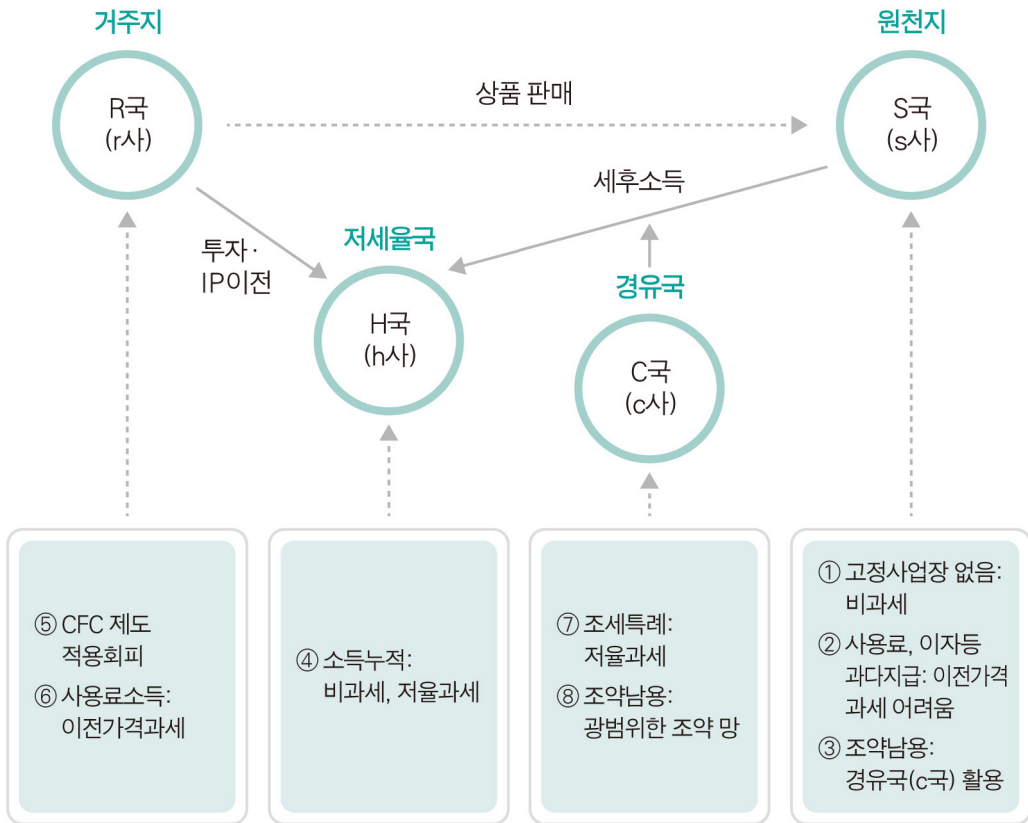 거주지
원천지
R국
(r사)
상품 판매
S국
(s사)
세후소득
투자·
IP이전
저세율국
경유국
H국
(h사)
C국
(c사)
⑤ CFC 제도
적용회피
⑥ 사용료소득:
이전가격과세
④ 소득누적:
비과세, 저율과세
⑦ 조세특례:
저율과세
⑧ 조약남용:
광범위한 조약 망
① 고정사업장 없음:
비과세
② 사용료, 이자등
과다지급: 이전가격
과세 어려움
③ 조약남용:
경유국(c국) 활용